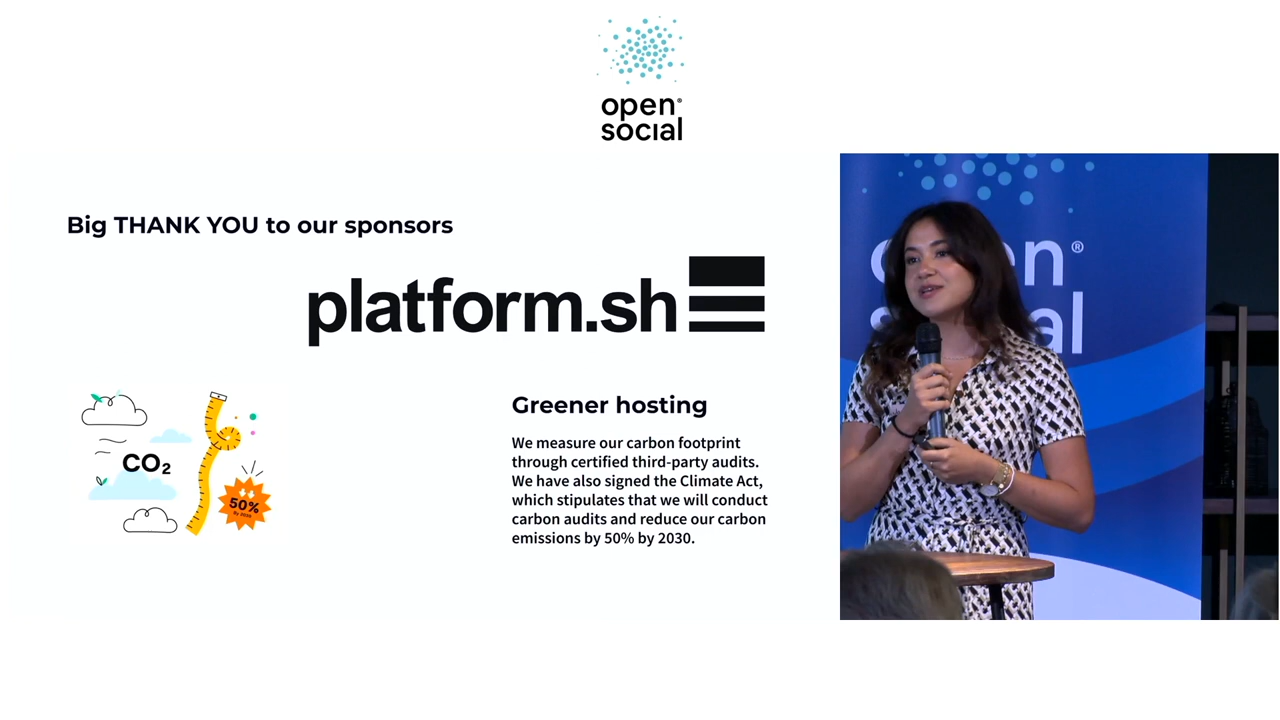 open®
social
Big THANK YOU to our sponsors
platform.sh
CO₂
50%
by 2030
Greener hosting
We measure our carbon footprint
through certified third-party audits.
We have also signed the Climate Act,
which stipulates that we will conduct
carbon audits and reduce our carbon
emissions by 50% by 2030.